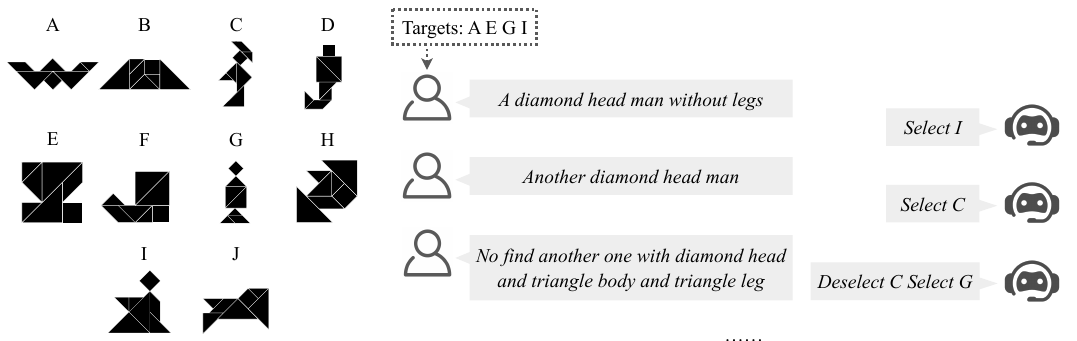 A B C D
Targets: A E G I
A diamond head man without legs
Select I
E F G H
Another diamond head man
Select C
I J
No find another one with diamond head
and triangle body and triangle leg
Deselect C Select G
......